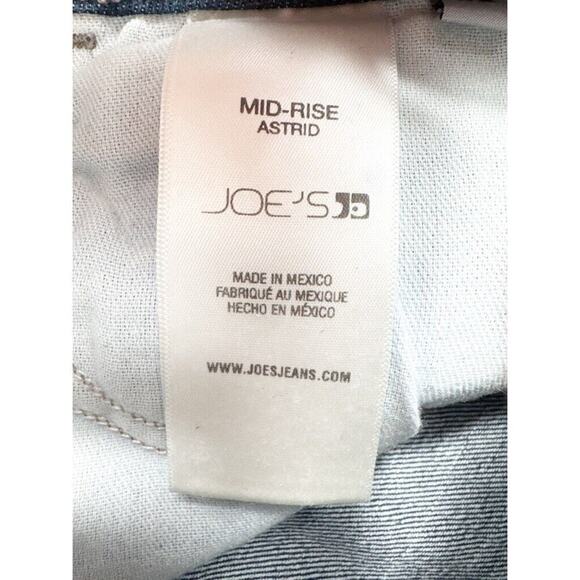 MID-RISE
ASTRID
JOE'S
MADE IN MEXICO
FABRIQUÉ AU MEXIQUE
HECHO EN MÉXICO
WWW.JOESJEANS.COM